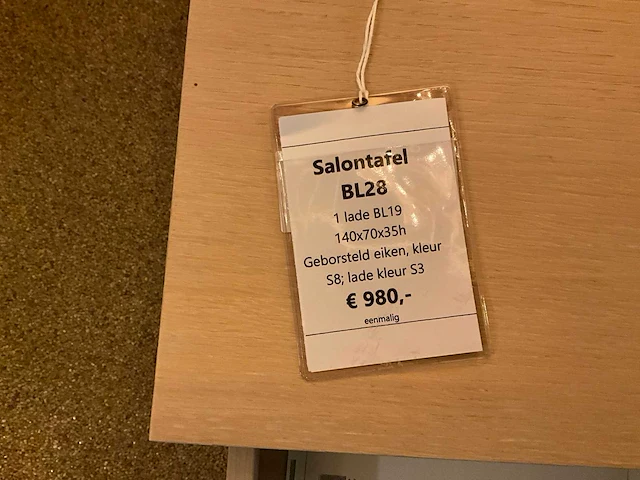 Salontafel
BL28
1 lade BL19
140x70x35h
Geborsteld eiken, kleur
S8; lade kleur S3
€ 980,-
eenmalig